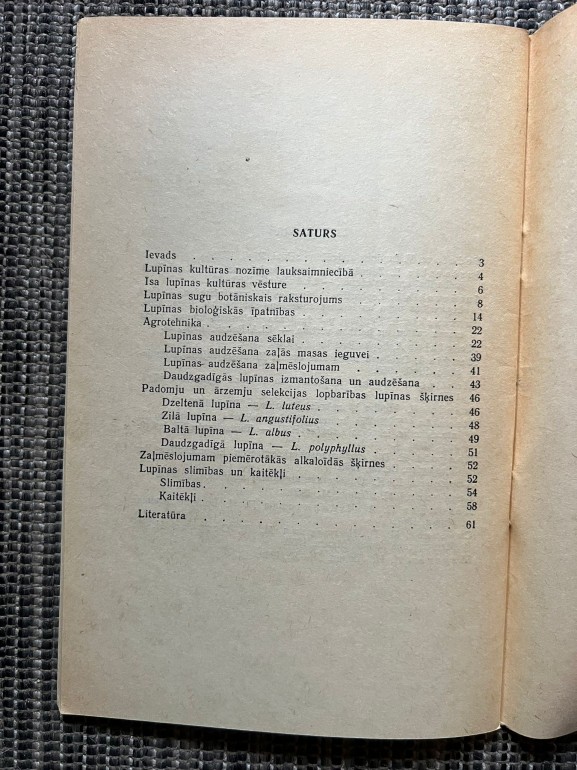 SATURS
Ievads . . . . . . . . . . 3
Lupīnas kultūras nozīme lauksaimniecībā . . . . . 4
Isa lupīnas kultūras vēsture . . . . . . . 6
Lupīnas sugu botāniskais raksturojums . . . . . 8
Lupīnas bioloģiskās īpatnības . . . . . . . 14
Agrotehnika . . . . . . . . . . 22
Lupīnas audzēšana sēklai . . . . . . . 22
Lupīnas audzēšana zaļās masas ieguvei . . . . 39
Lupīnas audzēšana zaļmēslojumam . . . . . 41
Daudzgadīgās lupīnas izmantošana un audzēšana . . 43
Padomju un ārzemju selekcijas lopbarības lupīnas šķirnes 46
Dzeltenā lupīna — L. luteus . . . . . . 46
Zilā lupīna — L. angustifolius . . . . . 48
Baltā lupīna — L. albus . . . . . . . 49
Daudzgadīgā lupīna — L. polyphyllus . . . . 51
Zaļmēslojumam piemērotākās alkaloīdās šķirnes . . . 52
Lupīnas slimības un kaitēkļi . . . . . . . 52
Slimības . . . . . . . . . . 54
Kaitēkļi . . . . . . . . . . 58
Literatūra . . . . . . . . . . 61